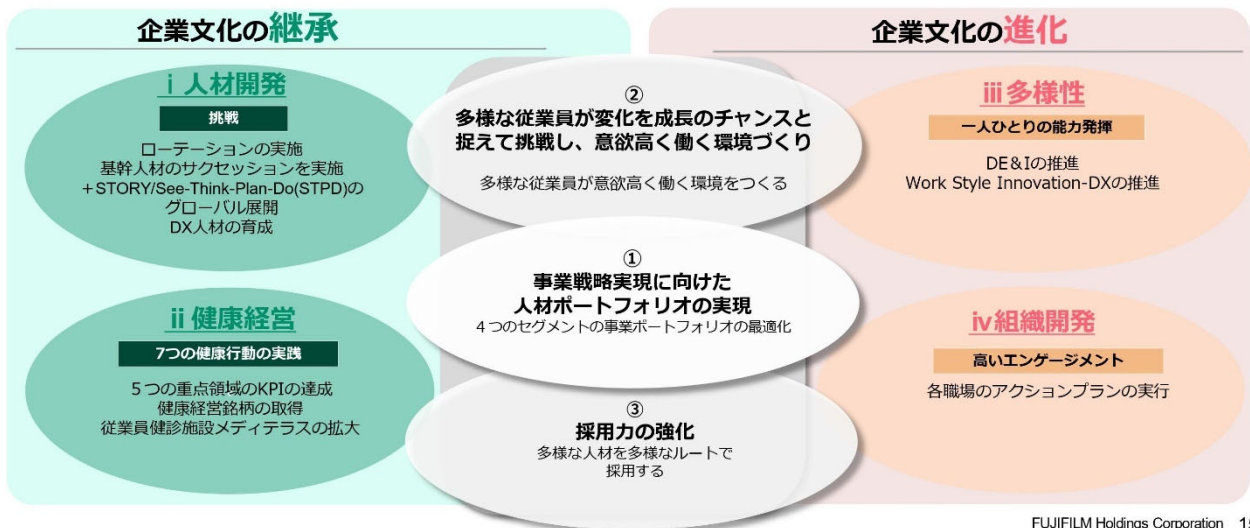 企業文化の継承
ⅰ人材開発
挑戦
ローテーションの実施
基幹人材のサクセッションを実施
+STORY/See-Think-Plan-Do(STPD)の
グローバル展開
DX人材の育成
ⅱ健康経営
7つの健康行動の実践
５つの重点領域のKPIの達成
健康経営銘柄の取得
従業員健診施設メディテラスの拡大
②
多様な従業員が変化を成長のチャンスと
捉えて挑戦し、意欲高く働く環境づくり
多様な従業員が意欲高く働く環境をつくる
①
事業戦略実現に向けた
人材ポートフォリオの実現
４つのセグメントの事業ポートフォリオの最適化
③
採用力の強化
多様な人材を多様なルートで
採用する
企業文化の進化
ⅲ多様性
一人ひとりの能力発揮
DE&Iの推進
Work Style Innovation-DXの推進
ⅳ組織開発
高いエンゲージメント
各職場のアクションプランの実行
FUJIFILM Holdings Corporation